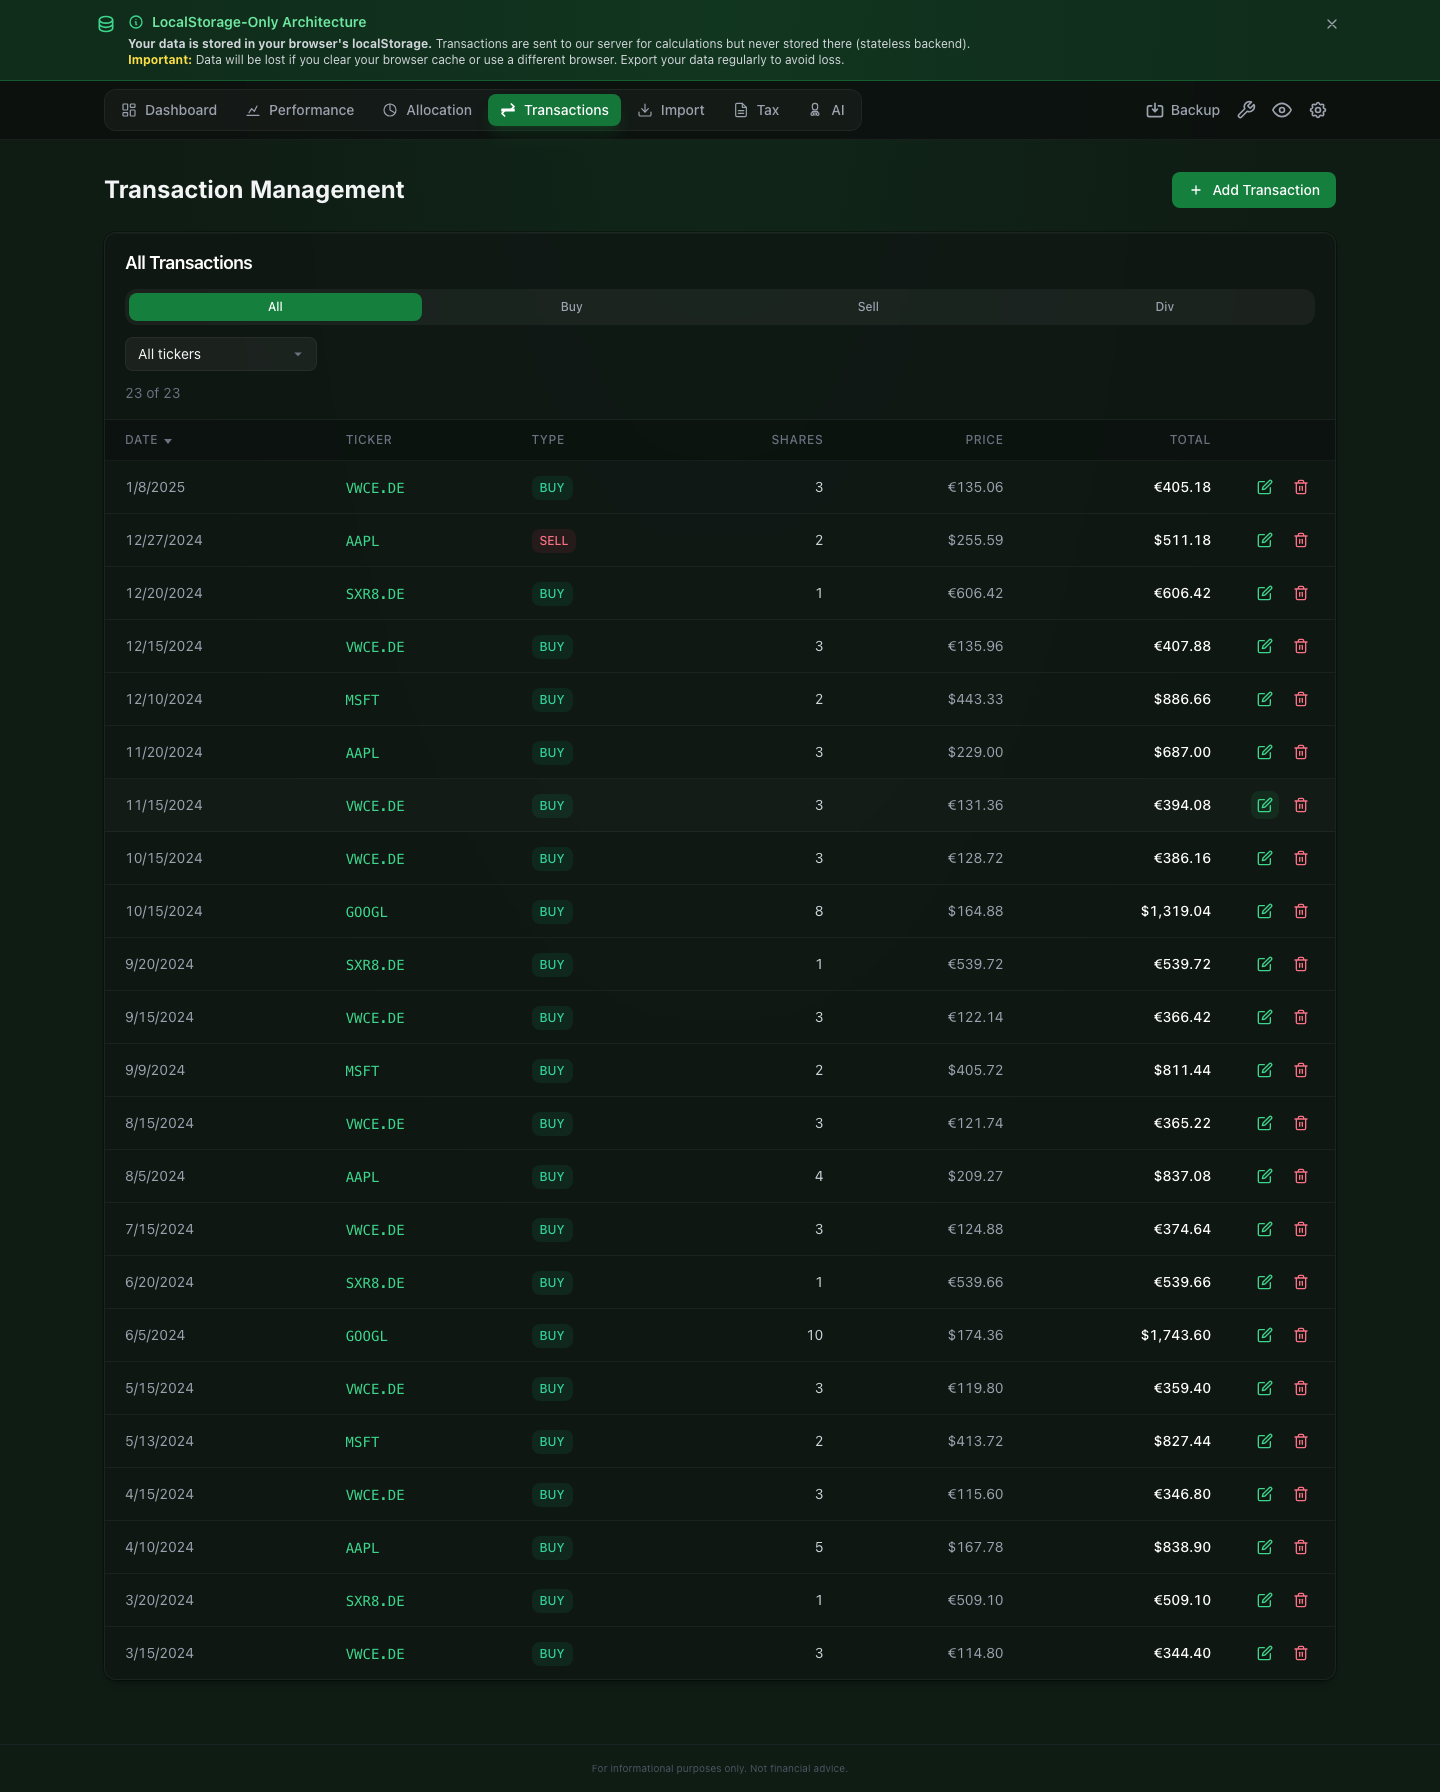 LocalStorage-Only Architecture
Your data is stored in your browser's localStorage. Transactions are sent to our server for calculations but never stored there (stateless backend).
Important: Data will be lost if you clear your browser cache or use a different browser. Export your data regularly to avoid loss.
Dashboard Performance Allocation Transactions Import Tax AI Backup
Transaction Management + Add Transaction
All Transactions
All Buy Sell Div
All tickers
23 of 23
DATE TICKER TYPE SHARES PRICE TOTAL
1/8/2025 VWCE.DE BUY 3 €135.06 €405.18
12/27/2024 AAPL SELL 2 $255.59 $511.18
12/20/2024 SXR8.DE BUY 1 €606.42 €606.42
12/15/2024 VWCE.DE BUY 3 €135.96 €407.88
12/10/2024 MSFT BUY 2 $443.33 $886.66
11/20/2024 AAPL BUY 3 $229.00 $687.00
11/15/2024 VWCE.DE BUY 3 €131.36 €394.08
10/15/2024 VWCE.DE BUY 3 €128.72 €386.16
10/15/2024 GOOGL BUY 8 $164.88 $1,319.04
9/20/2024 SXR8.DE BUY 1 €539.72 €539.72
9/15/2024 VWCE.DE BUY 3 €122.14 €366.42
9/9/2024 MSFT BUY 2 $405.72 $811.44
8/15/2024 VWCE.DE BUY 3 €121.74 €365.22
8/5/2024 AAPL BUY 4 $209.27 $837.08
7/15/2024 VWCE.DE BUY 3 €124.88 €374.64
6/20/2024 SXR8.DE BUY 1 €539.66 €539.66
6/5/2024 GOOGL BUY 10 $174.36 $1,743.60
5/15/2024 VWCE.DE BUY 3 €119.80 €359.40
5/13/2024 MSFT BUY 2 $413.72 $827.44
4/15/2024 VWCE.DE BUY 3 €115.60 €346.80
4/10/2024 AAPL BUY 5 $167.78 $838.90
3/20/2024 SXR8.DE BUY 1 €509.10 €509.10
3/15/2024 VWCE.DE BUY 3 €114.80 €344.40
For informational purposes only. Not financial advice.